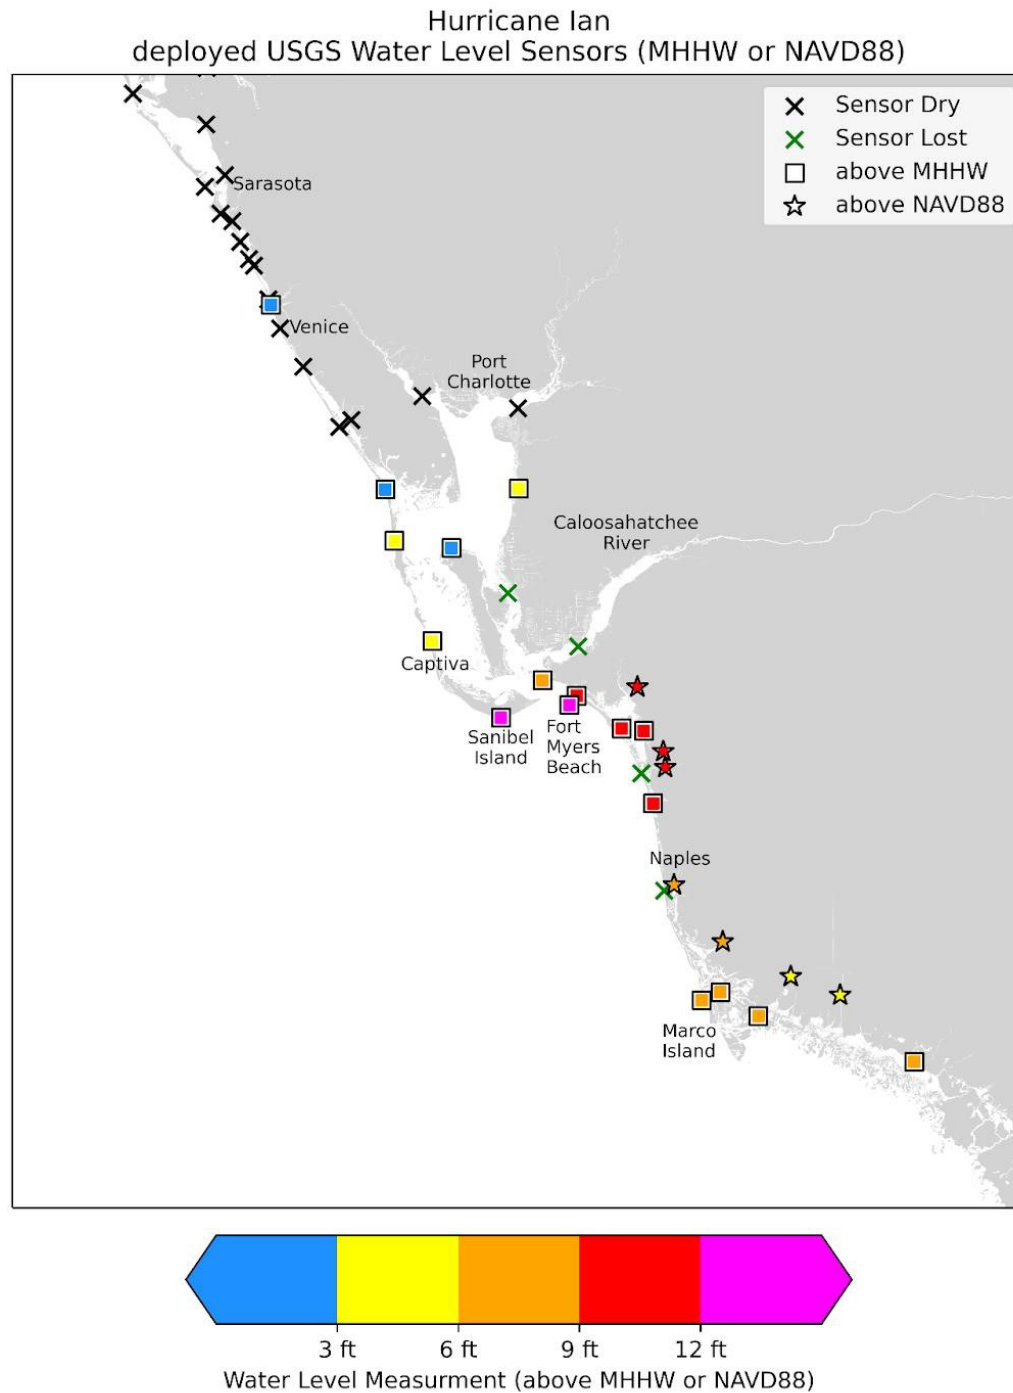 Hurricane Ian
deployed USGS Water Level Sensors (MHHW or NAVD88)
Sensor Dry
Sensor Lost
above MHHW
above NAVD88
Sarasota
Venice
Port
Charlotte
Caloosahatchee
River
Captiva
Sanibel
Island
Fort
Myers
Beach
Naples
Marco
Island
3 ft
6 ft
9 ft
12 ft
Water Level Measurment (above MHHW or NAVD88)